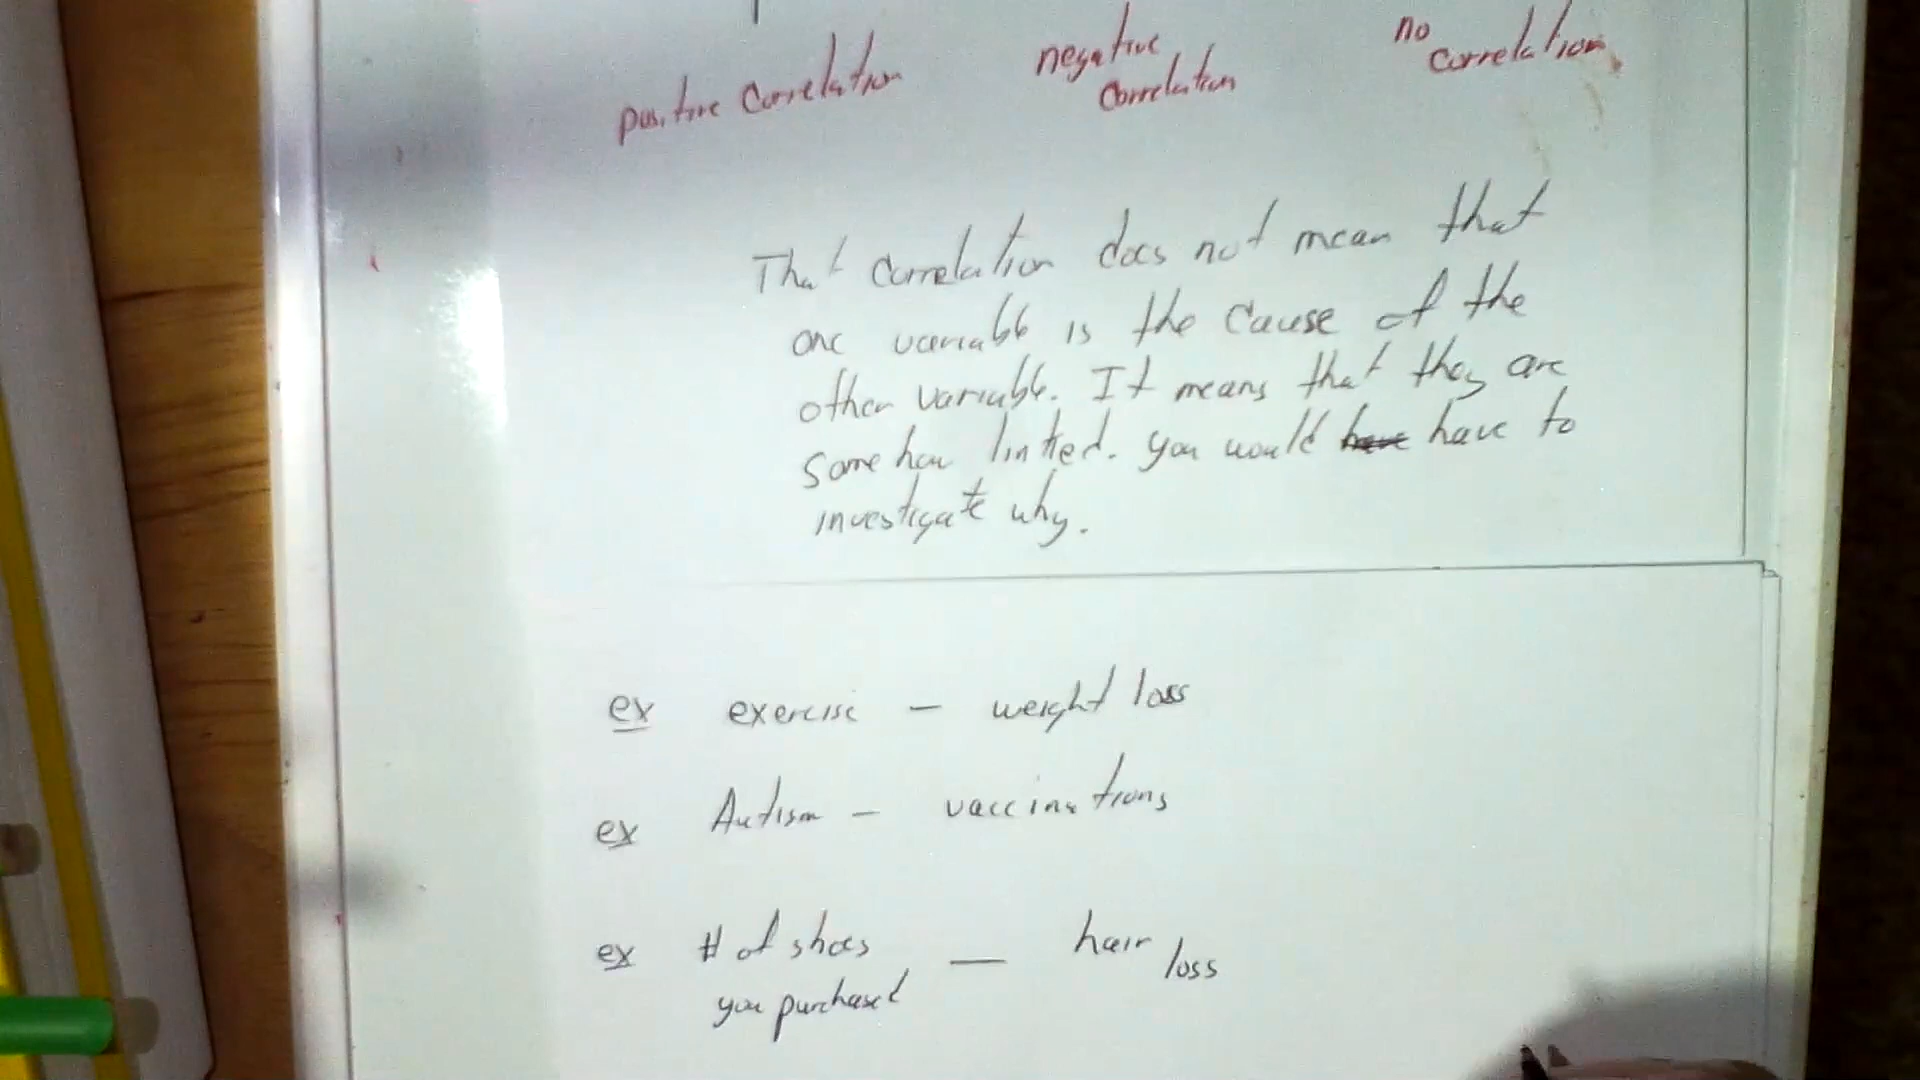 positive correlation
negative
correlation
no
correlation
That correlation does not mean that
one variable is the cause of the
other variable. It means that they are
somehow linked. you would have have to
investigate why.
ex exercise – weight loss
ex Autism – vaccinations
ex # of shoes
you purchased — hair loss